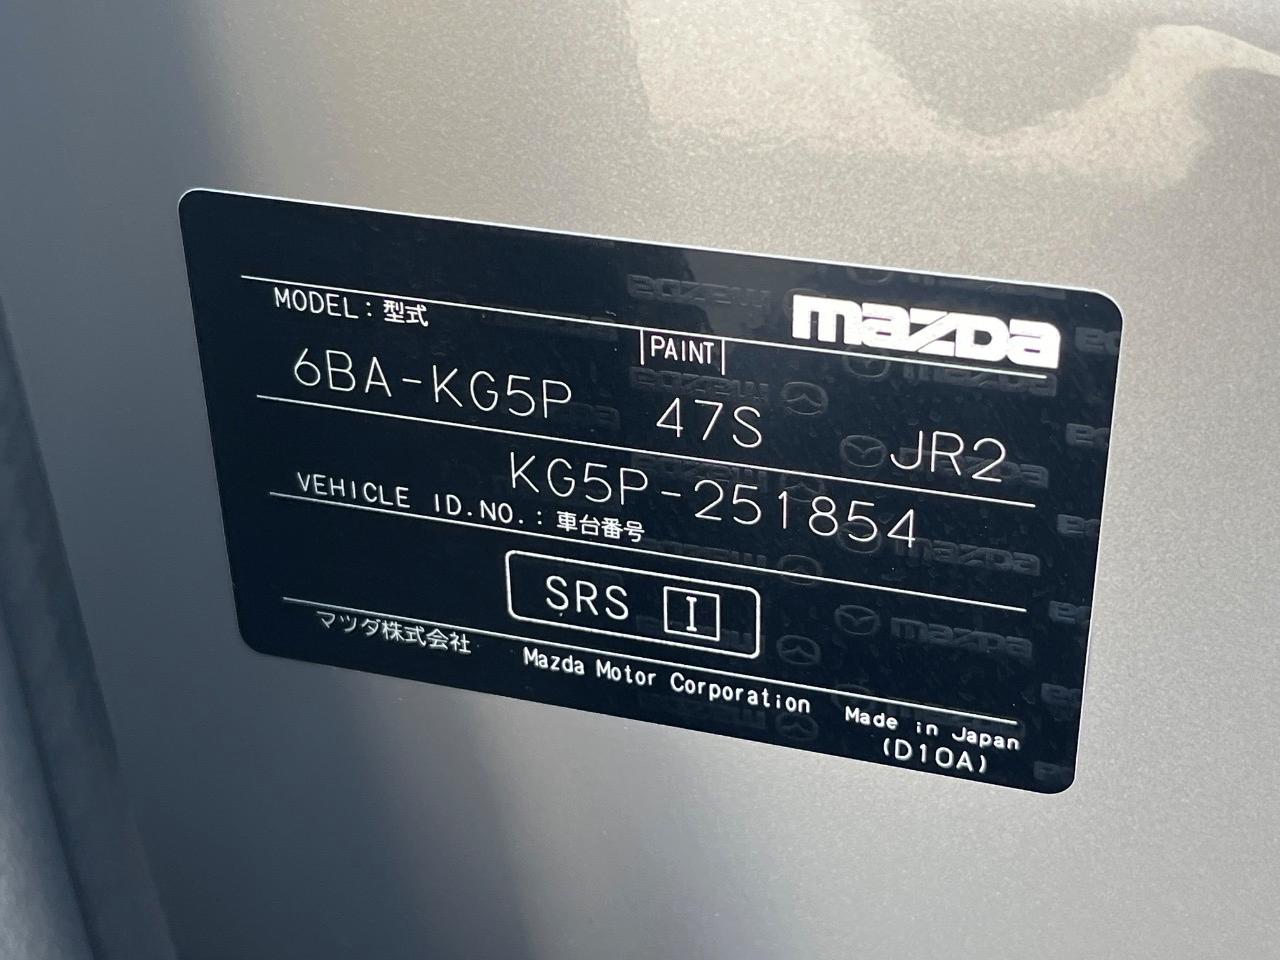 mazda
MODEL：型式
PAINT
6BA-KG5P 47S JR2
KG5P-251854
VEHICLE ID.NO.：車台番号
SRS I
マツダ株式会社 Mazda Motor Corporation Made in Japan
(D10A)